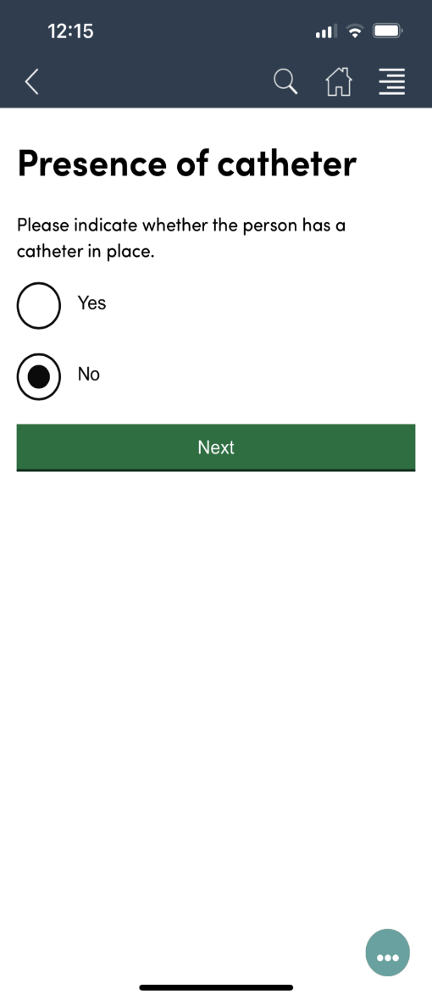 12:15
Presence of catheter
Please indicate whether the person has a
catheter in place.
Yes
No
Next